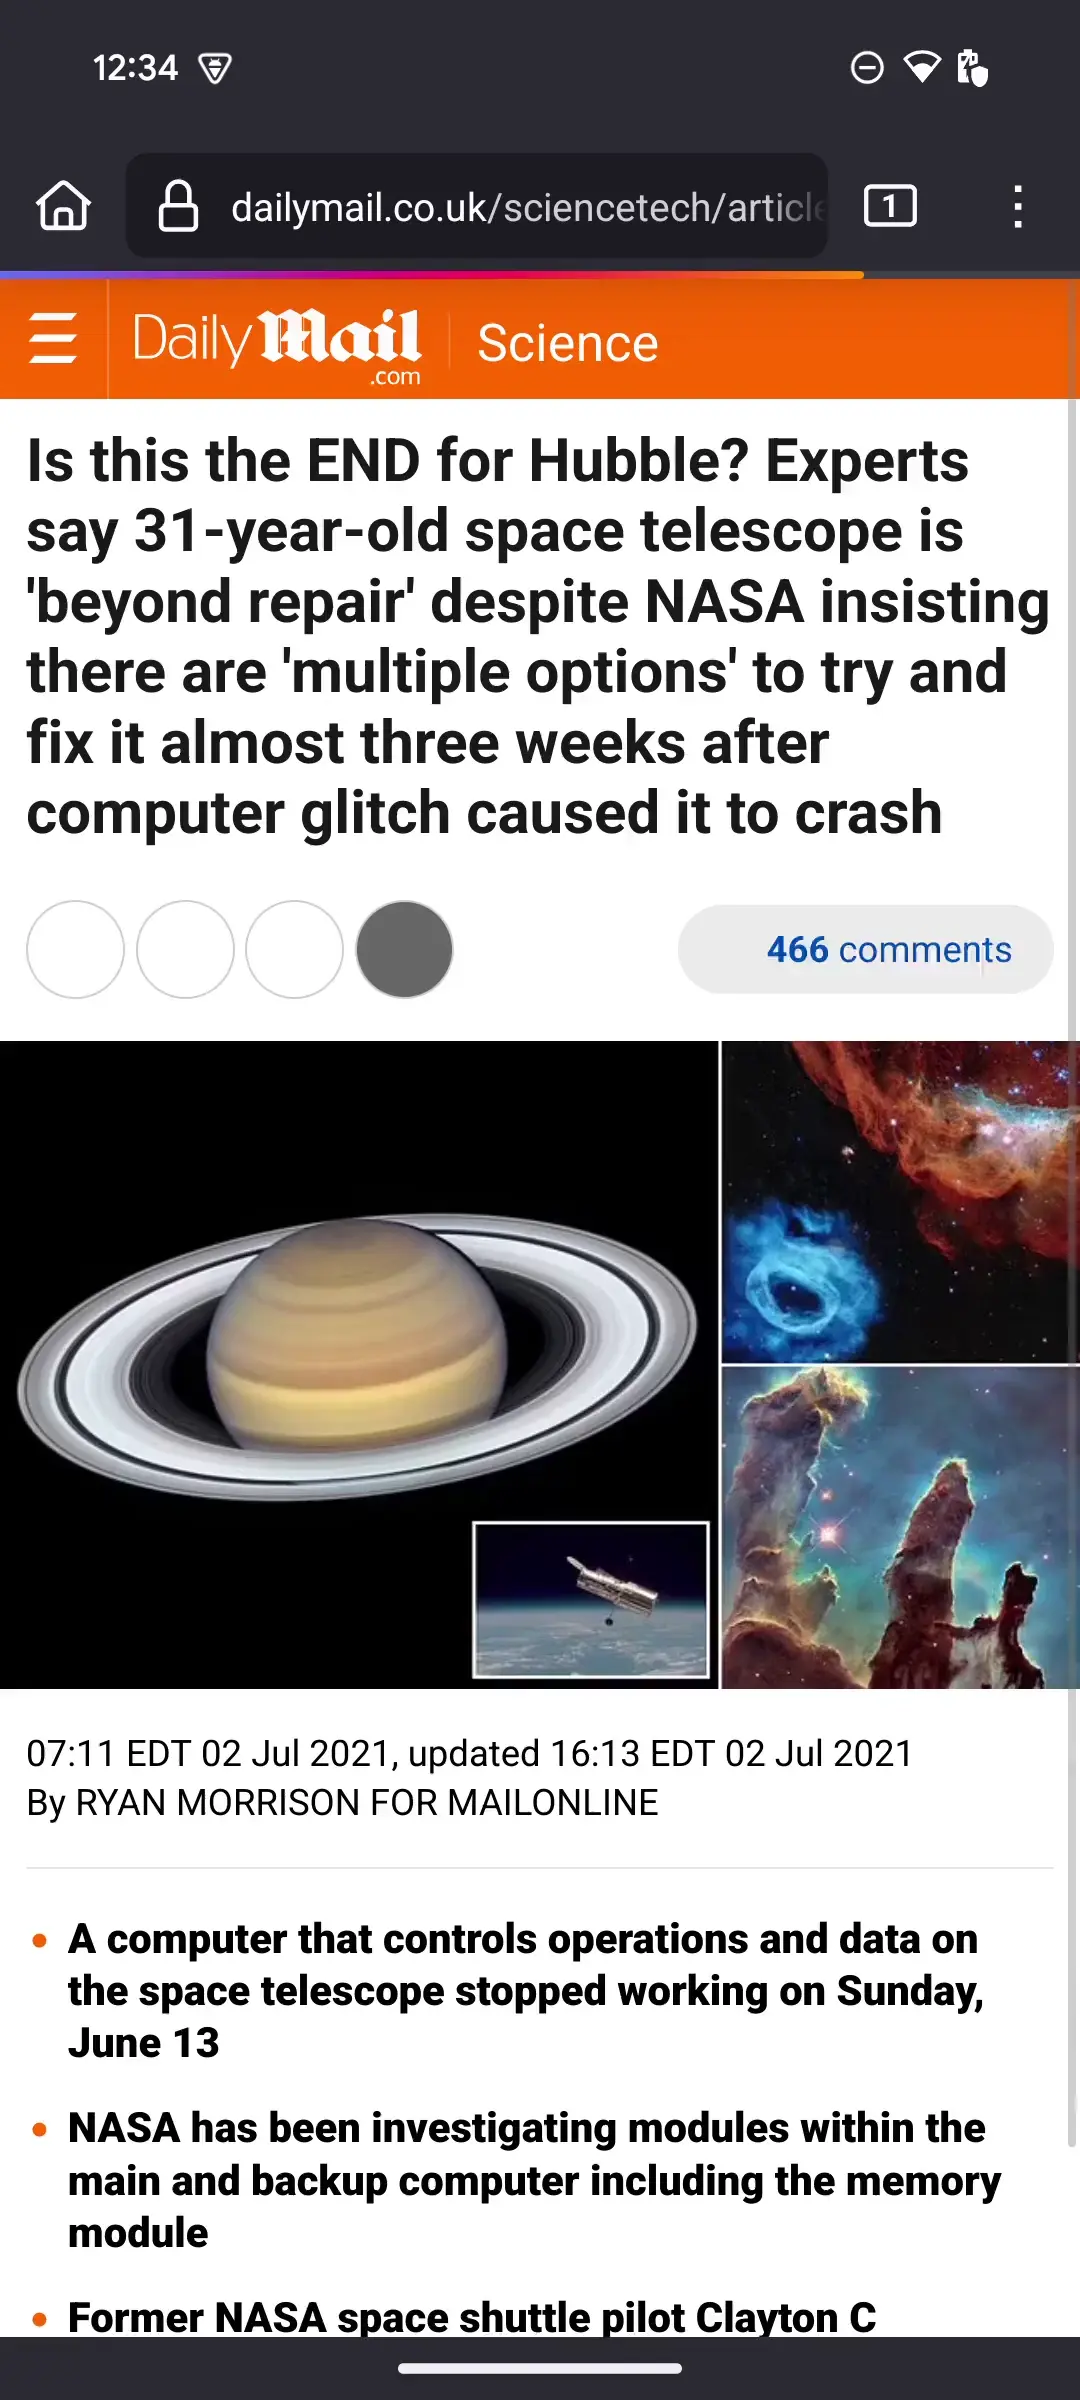 12:34
dailymail.co.uk/sciencetech/article
1
Daily Mail
.com
Science
Is this the END for Hubble? Experts
say 31-year-old space telescope is
'beyond repair' despite NASA insisting
there are 'multiple options' to try and
fix it almost three weeks after
computer glitch caused it to crash
466 comments
07:11 EDT 02 Jul 2021, updated 16:13 EDT 02 Jul 2021
By RYAN MORRISON FOR MAILONLINE
• A computer that controls operations and data on
the space telescope stopped working on Sunday,
June 13
• NASA has been investigating modules within the
main and backup computer including the memory
module
• Former NASA space shuttle pilot Clayton C